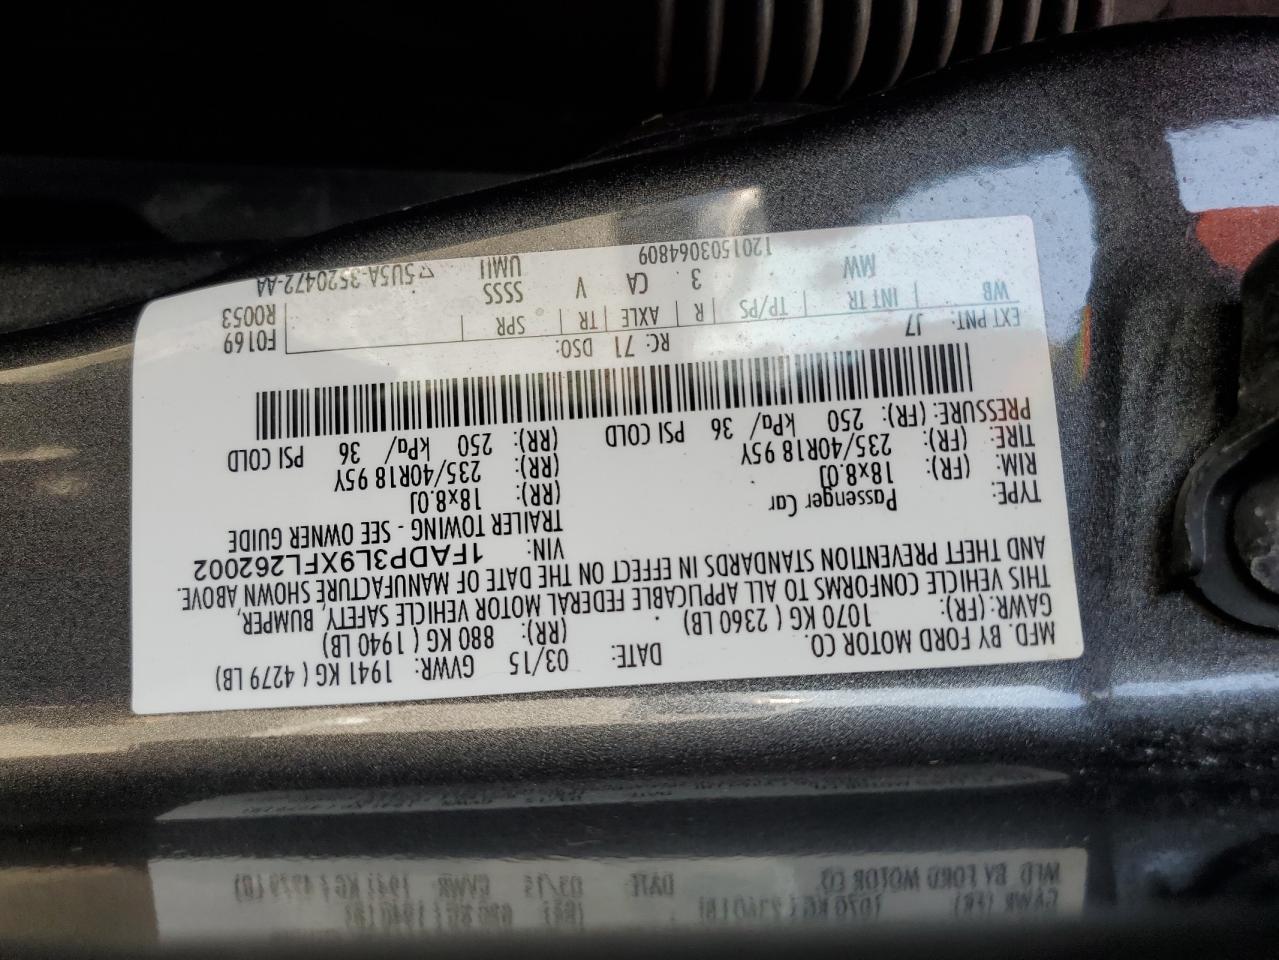 MFD. BY FORD MOTOR CO.
DATE: 03/15 GVWR: 1941 KG ( 4279 LB)
GAWR: (FR): 1070 KG ( 2360 LB) (RR): 880 KG ( 1940 LB)
THIS VEHICLE CONFORMS TO ALL APPLICABLE FEDERAL MOTOR VEHICLE SAFETY, BUMPER,
AND THEFT PREVENTION STANDARDS IN EFFECT ON THE DATE OF MANUFACTURE SHOWN ABOVE.
VIN: 1FADP3L9XFL262002
TYPE: Passenger Car TRAILER TOWING - SEE OWNER GUIDE
RIM: (FR): 18x8.0J (RR): 18x8.0J
TIRE: (FR): 235/40R18 95Y (RR): 235/40R18 95Y
PRESSURE: (FR): 250 kPa/ 36 PSI COLD (RR): 250 kPa/ 36 PSI COLD
EXT PNT: J7 RC: 71 DSO: F0169
WB INT TR TP/PS R AXLE TR SPR R0053
MW 3 CA V SSSS
1201503064809 UM11 ▽5U5A-3520472-AA